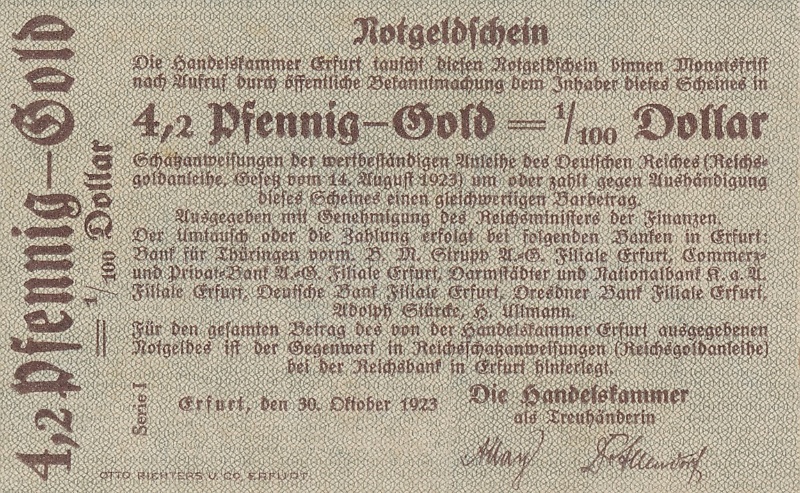 Notgeldschein
Die Handelskammer Erfurt tauscht diesen Notgeldschein binnen Monatsfrist
nach Aufruf durch öffentliche Bekanntmachung dem Inhaber dieses Scheines in
4,2 Pfennig—Gold = 1/100 Dollar
Schatzanweisungen der wertbeständigen Anleihe des Deutschen Reiches (Reichs-
goldanleihe, Gesetz vom 14. August 1923) um oder zahlt gegen Aushändigung
dieses Scheines einen gleichwertigen Barbetrag.
Ausgegeben mit Genehmigung des Reichsministers der Finanzen.
Der Umtausch oder die Zahlung erfolgt bei folgenden Banken in Erfurt:
Bank für Thüringen vorm. B. M. Strupp A.-G. Filiale Erfurt, Commerz-
und Privat-Bank A.-G. Filiale Erfurt, Darmstädter und Nationalbank K. a. A.
Filiale Erfurt, Deutsche Bank Filiale Erfurt, Dresdner Bank Filiale Erfurt,
Adolph Stürcke, H. Ullmann.
Für den gesamten Betrag des von der Handelskammer Erfurt ausgegebenen
Notgeldes ist der Gegenwert in Reichsschatzanweisungen (Reichsgoldanleihe)
bei der Reichsbank in Erfurt hinterlegt.
Erfurt, den 30. Oktober 1923
Die Handelskammer
als Treuhänderin
Serie I
4,2 Pfennig—Gold
= 1/100 Dollar
OTTO RICHTERS U. CO. ERFURT